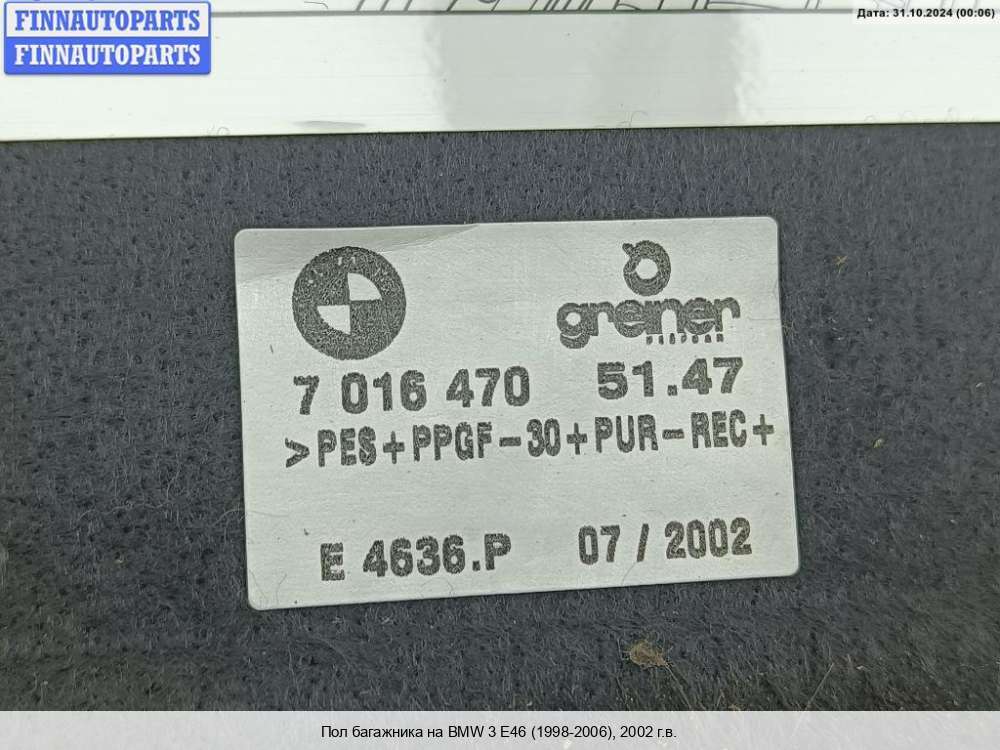 FINNAUTOPARTS
FINNAUTOPARTS
Дата: 31.10.2024 (00:06)
greiner
PERFOAM
7 016 470 51.47
>PES+PPGF-30+PUR-REC+
E 4636.P 07/2002
Пол багажника на BMW 3 E46 (1998-2006), 2002 г.в.